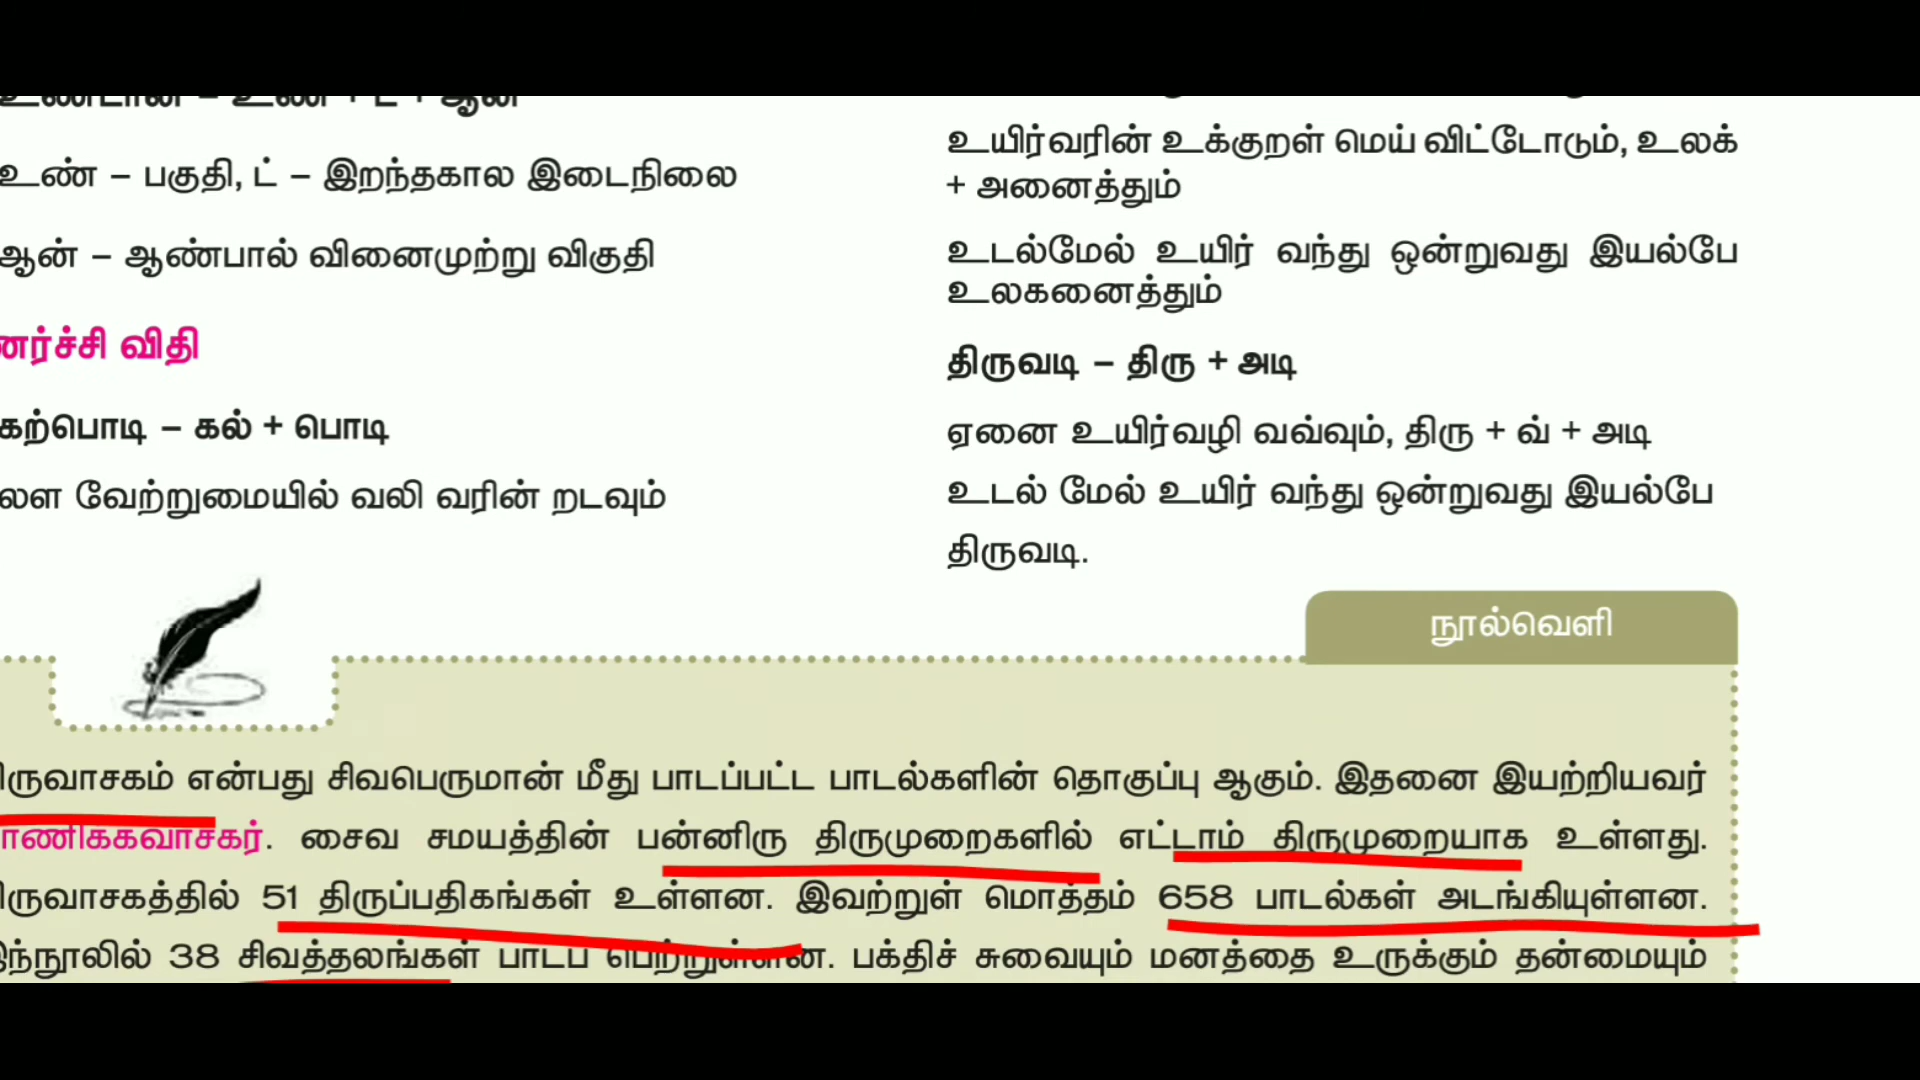 உண் – பகுதி, ட் – இறந்தகால இடைநிலை
ஆன் – ஆண்பால் வினைமுற்று விகுதி
ணர்ச்சி விதி
கற்பொடி – கல் + பொடி
லள வேற்றுமையில் வலி வரின் றடவும்
உயிர்வரின் உக்குறள் மெய் விட்டோடும், உலக்
+ அனைத்தும்
உடல்மேல் உயிர் வந்து ஒன்றுவது இயல்பே
உலகனைத்தும்
திருவடி – திரு + அடி
ஏனை உயிர்வழி வவ்வும், திரு + வ் + அடி
உடல் மேல் உயிர் வந்து ஒன்றுவது இயல்பே
திருவடி.
நூல்வெளி
திருவாசகம் என்பது சிவபெருமான் மீது பாடப்பட்ட பாடல்களின் தொகுப்பு ஆகும். இதனை இயற்றியவர்
மாணிக்கவாசகர். சைவ சமயத்தின் பன்னிரு திருமுறைகளில் எட்டாம் திருமுறையாக உள்ளது.
திருவாசகத்தில் 51 திருப்பதிகங்கள் உள்ளன. இவற்றுள் மொத்தம் 658 பாடல்கள் அடங்கியுள்ளன.
இந்நூலில் 38 சிவத்தலங்கள் பாடப் பெற்றுள்ளன. பக்திச் சுவையும் மனத்தை உருக்கும் தன்மையும்